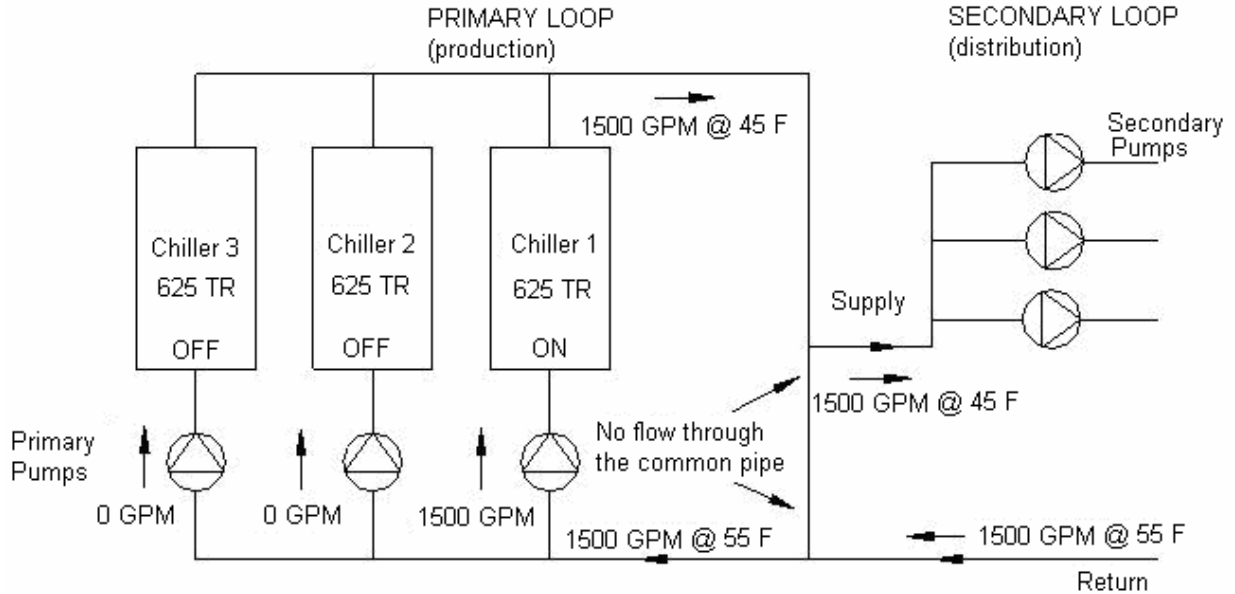 PRIMARY LOOP
(production)
SECONDARY LOOP
(distribution)
1500 GPM @ 45 F
Secondary
Pumps
Chiller 3
625 TR
OFF
Chiller 2
625 TR
OFF
Chiller 1
625 TR
ON
Supply
1500 GPM @ 45 F
No flow through
the common pipe
Primary
Pumps
0 GPM
0 GPM
1500 GPM
1500 GPM @ 55 F
1500 GPM @ 55 F
Return